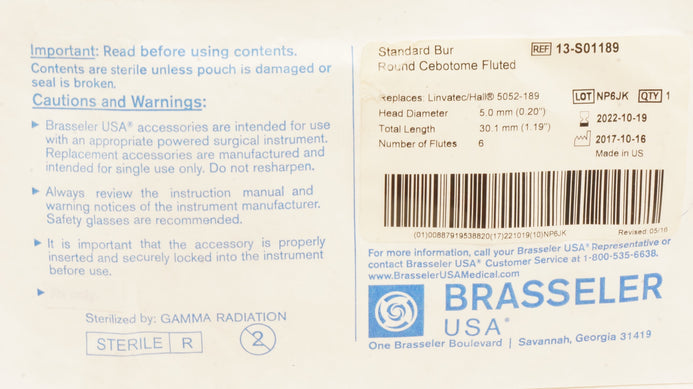 Important: Read before using contents.
Contents are sterile unless pouch is damaged or
seal is broken.
Cautions and Warnings:
Brasseler USA® accessories are intended for use
with an appropriate powered surgical instrument.
Replacement accessories are manufactured and
intended for single use only. Do not resharpen.
Always review the instruction manual and
warning notices of the instrument manufacturer.
Safety glasses are recommended.
It is important that the accessory is properly
inserted and securely locked into the instrument
before use.
Sterilized by: GAMMA RADIATION
STERILE R
2
Standard Bur REF 13-S01189
Round Cebotome Fluted
Replaces: Linvatec/Hall® 5052-189 LOT NP6JK QTY 1
Head Diameter 5.0 mm (0.20") 2022-10-19
Total Length 30.1 mm (1.19") 2017-10-16
Number of Flutes 6 Made in US
(01)00887919538820(17)221019(10)NP6JK Revised 05/16
For more information, call your Brasseler USA® Representative or
contact Brasseler USA® Customer Service at 1-800-535-6638.
www.BrasselerUSAMedical.com
BRASSELER
USA®
One Brasseler Boulevard | Savannah, Georgia 31419